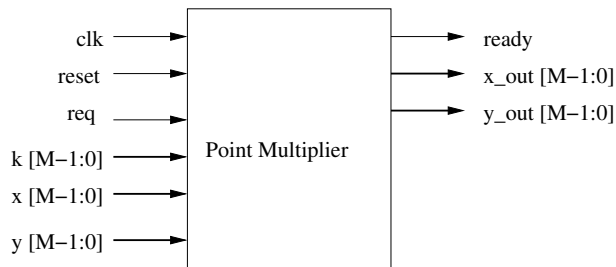 clk
reset
req
k [M−1:0]
x [M−1:0]
y [M−1:0]
Point Multiplier
ready
x_out [M−1:0]
y_out [M−1:0]